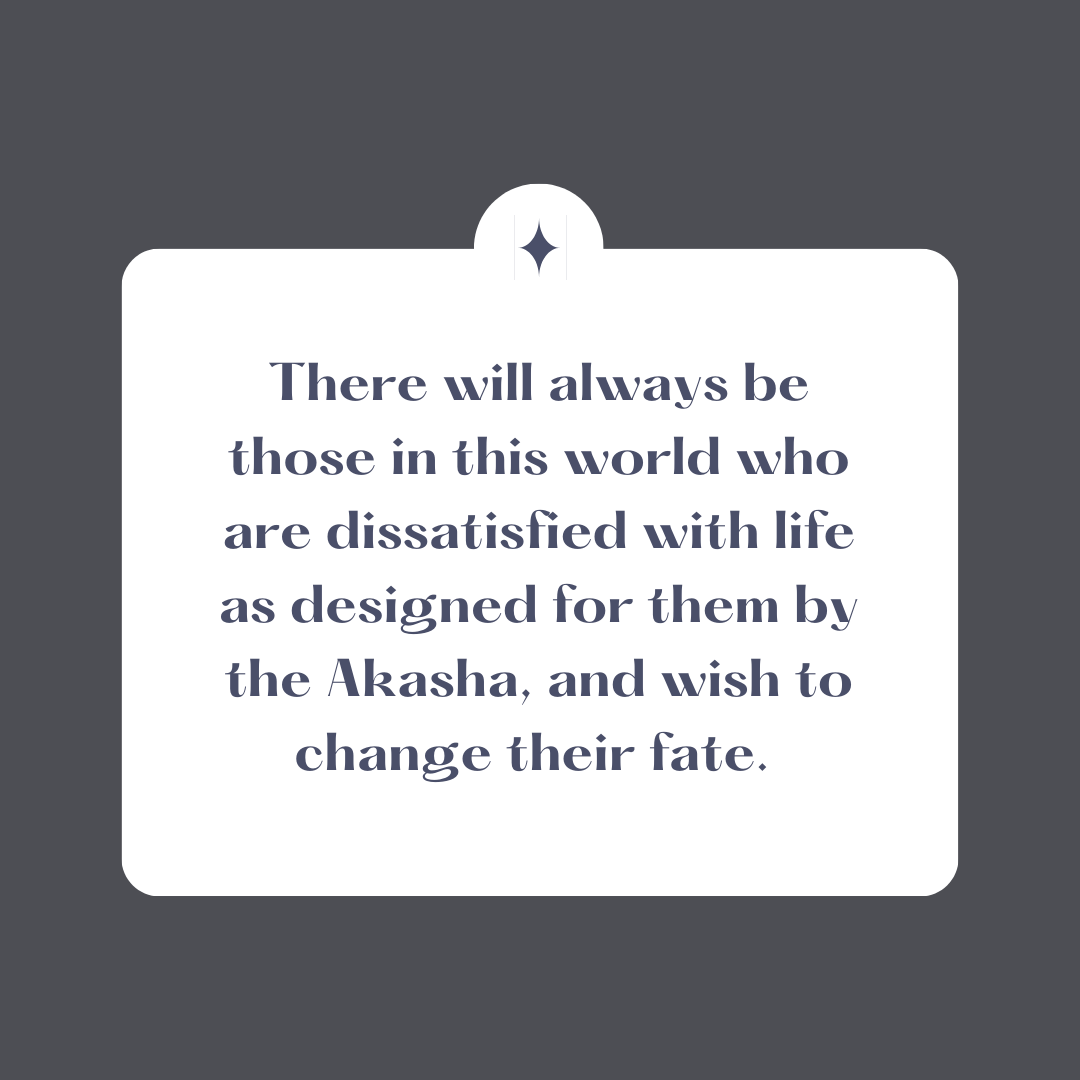 There will always be
those in this world who
are dissatisfied with life
as designed for them by
the Akasha, and wish to
change their fate.